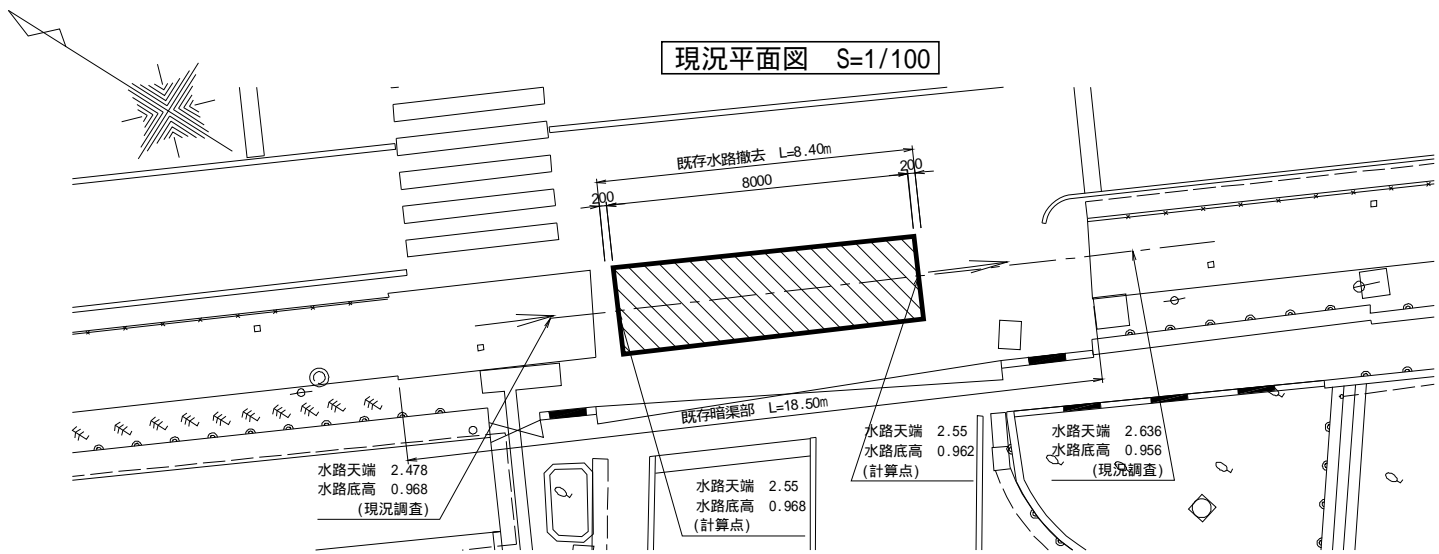 現況平面図 S=1/100
既存水路撤去 L=8.40m
200
8000
200
既存暗渠部 L=18.50m
水路天端 2.478
水路底高 0.968
(現況調査)
水路天端 2.55
水路底高 0.968
(計算点)
水路天端 2.55
水路底高 0.962
(計算点)
水路天端 2.636
水路底高 0.956
(現況調査)